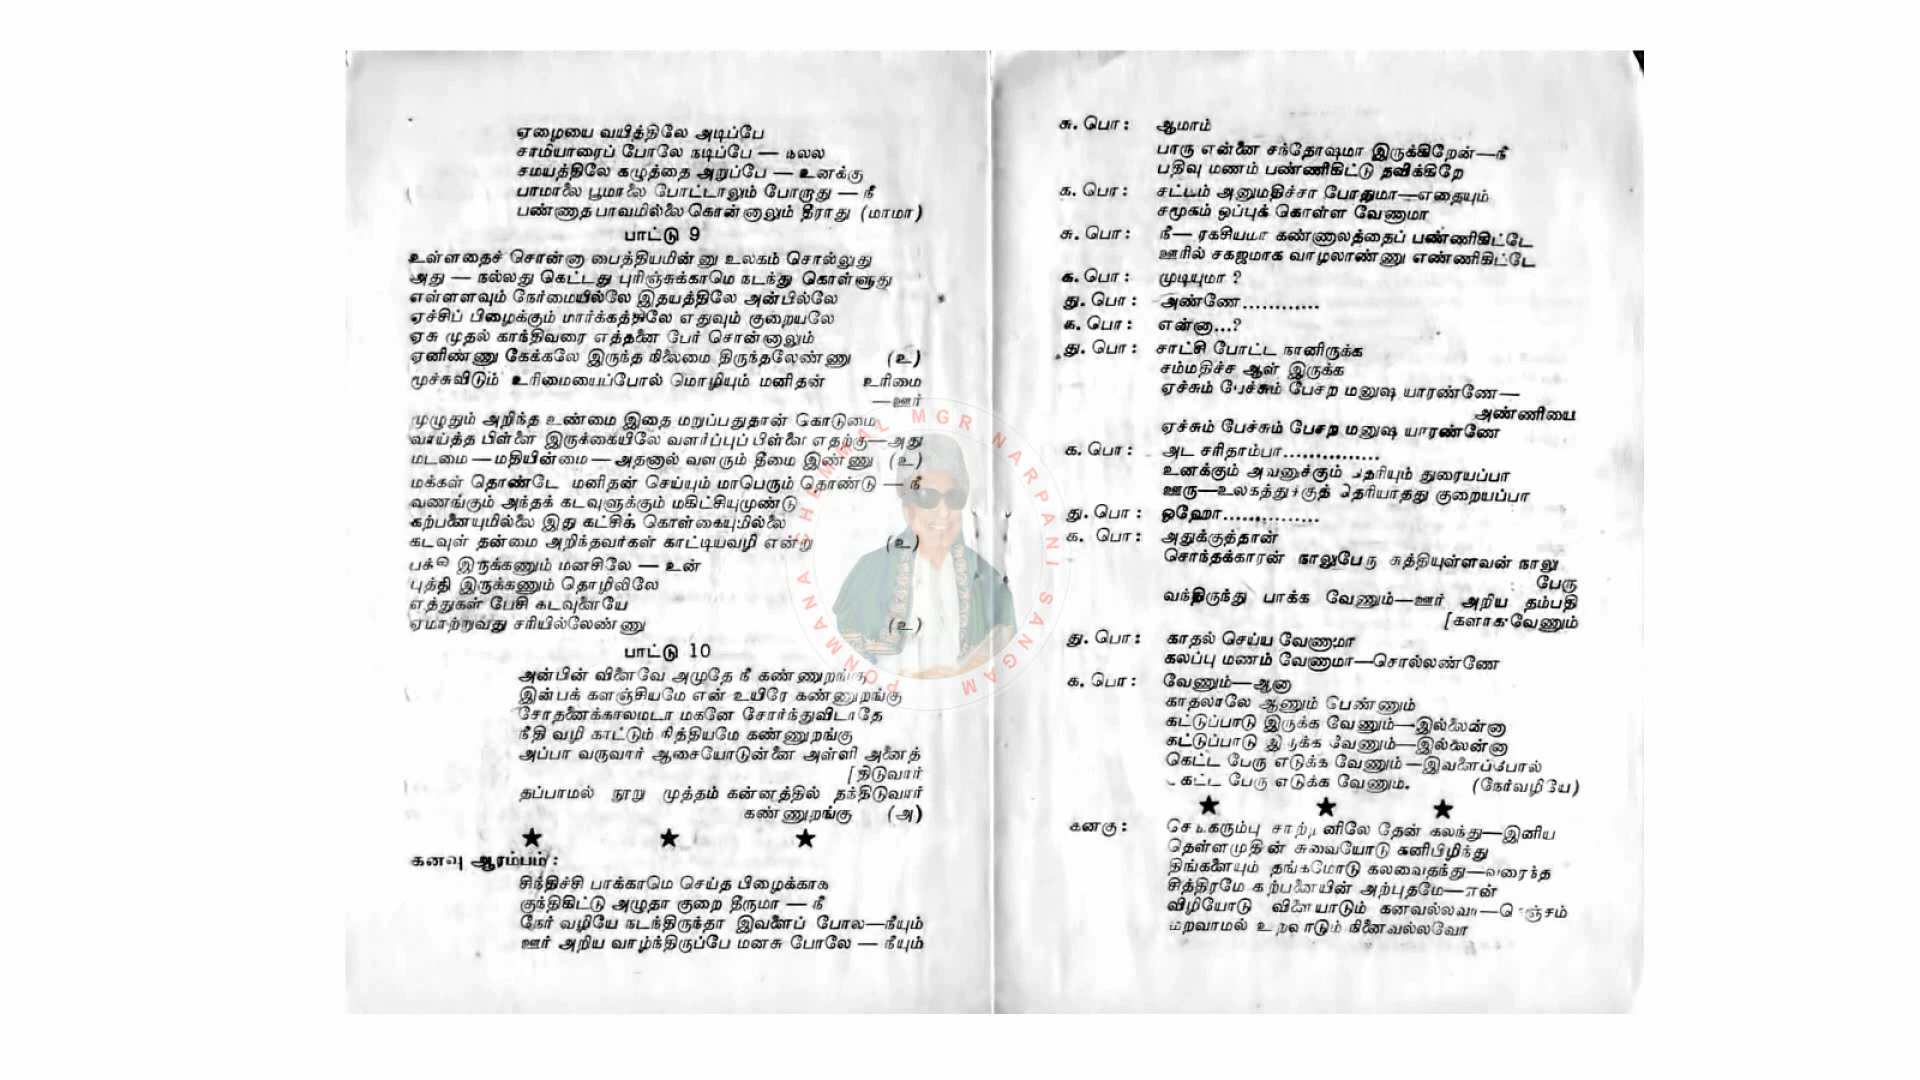 ஏழையை வயித்திலே அடிப்பே
சாமியாரைப் போலே நடிப்பே — நல்ல
சமயத்திலே கழுத்தை அறுப்பே — உனக்கு
பாமாலை பூமாலை போட்டாலும் போறாது — நீ
பண்ணாத பாவமில்லை கொன்னாலும் தீராது (மாமா)
பாட்டு 9
உள்ளதைச் சொன்னா பைத்தியமின்னு உலகம் சொல்லுது
அது — நல்லது கெட்டது புரிஞ்சுக்காமெ நடந்து கொள்ளுது
எள்ளளவும் நேர்மையில்லே இதயத்திலே அன்பில்லே
ஏச்சிப் பிழைக்கும் மார்க்கத்திலே எதுவும் குறையலே
ஏசு முதல் காந்திவரை எத்தனை பேர் சொன்னாலும்
ஏனிண்ணு கேக்கலே இருந்த நிலைமை திருந்தலேண்ணு (உ)
மூச்சுவிடும் உரிமையைப்போல் மொழியும் மனிதன் உரிமை
—ஊர்
முழுதும் அறிந்த உண்மை இதை மறுப்பதுதான் கொடுமை
வாய்த்த பிள்ளை இருக்கையிலே வளர்ப்புப் பிள்ளை எதற்கு—அது
மடமை — மதியின்மை — அதனால் வளரும் தீமை இண்ணு (உ)
மக்கள் தொண்டே மனிதன் செய்யும் மாபெரும் தொண்டு — நீ
வணங்கும் அந்தக் கடவுளுக்கும் மகிட்சியுமுண்டு
கற்பனையுமில்லை இது கட்சிக் கொள்கையுமில்லை
கடவுள் தன்மை அறிந்தவர்கள் காட்டியவழி என்று (உ)
பக்தி இருக்கணும் மனசிலே — உன்
புத்தி இருக்கணும் தொழிலிலே
எத்துகள் பேசி கடவுளையே
ஏமாற்றுவது சரியில்லேண்ணு (உ)
பாட்டு 10
அன்பின் விளைவே அமுதே நீ கண்ணுறங்கு
இன்பக் களஞ்சியமே என் உயிரே கண்ணுறங்கு
சோதனைக்காலமடா மகனே சோர்ந்துவிடாதே
நீதி வழி காட்டும் நித்தியமே கண்ணுறங்கு
அப்பா வருவார் ஆசையோடுன்னை அள்ளி அணைத்
[திடுவார்
தப்பாமல் நூறு முத்தம் கன்னத்தில் தந்திடுவார்
கண்ணுறங்கு (அ)
கனவு ஆரம்பம்:
சிந்திச்சி பாக்காமெ செய்த பிழைக்காக
குந்திகிட்டு அழுதா குறை தீருமா — நீ
நேர் வழியே நடந்திருந்தா இவளைப் போல—நீயும்
ஊர் அறிய வாழ்ந்திருப்பே மனசு போலே — நீயும்
சு. பொ: ஆமாம்
பாரு என்னை சந்தோஷமா இருக்கிறேன்—நீ
பதிவு மணம் பண்ணிகிட்டு தவிக்கிறே
க. பொ: சட்டம் அனுமதிச்சா போதுமா—எதையும்
சமூகம் ஒப்புக் கொள்ள வேணாமா
சு. பொ: நீ— ரகசியமா கண்ணாலத்தைப் பண்ணிகிட்டே
ஊரில் சகஜமாக வாழலாண்ணு எண்ணிகிட்டே
க. பொ: முடியுமா ?
து. பொ: அண்ணே............
க. பொ: என்னா...?
து. பொ: சாட்சி போட்ட நானிருக்க
சம்மதிச்ச ஆள் இருக்க
ஏச்சும் பேச்சும் பேசற மனுஷ யாரண்ணே—
அண்ணியை
ஏச்சும் பேச்சும் பேசற மனுஷ யாரண்ணே
க. பொ: அட சரிதாம்பா...............
உனக்கும் அவனுக்கும் தெரியும் துரையப்பா
ஊரு—உலகத்துக்குத் தெரியாதது குறையப்பா
து. பொ: ஓஹோ...............
க. பொ: அதுக்குத்தான்
சொந்தக்காரன் நாலுபேரு சுத்தியுள்ளவன் நாலு
பேரு
வந்திருந்து பாக்க வேணும்—ஊர் அறிய தம்பதி
[களாக வேணும்
து. பொ: காதல் செய்ய வேணாமா
கலப்பு மணம் வேணாமா—சொல்லண்ணே
க. பொ: வேணும்—ஆனா
காதலாலே ஆணும் பெண்ணும்
கட்டுப்பாடு இருக்க வேணும்—இல்லைன்னா
கட்டுப்பாடு இருக்க வேணும்—இல்லைன்னா
கெட்ட பேரு எடுக்க வேணும்—இவளைப்போல்
கெட்ட பேரு எடுக்க வேணும். (நேர்வழியே)
கனகு: செங்கரும்பு சாற்றினிலே தேன் கலந்து—இனிய
தெள்ளமுதின் சுவையோடு கனிபிழிந்து
திங்களையும் தங்கமோடு கலவைதந்து—வரைந்த
சித்திரமே கற்பனையின் அற்புதமே—என்
விழியோடு விளையாடும் கனவல்லவா—நெஞ்சம்
மறவாமல் உறவாடும் நினைவல்லவோ
PONMANACHEMMAL MGR NARPANI SANGAM